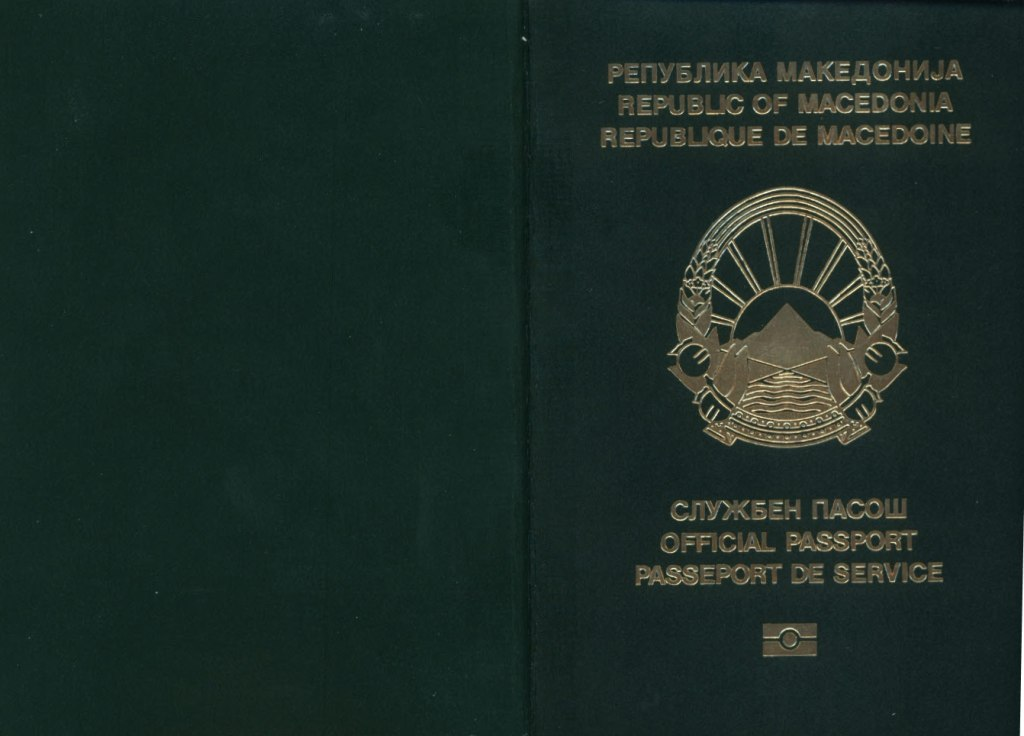 РЕПУБЛИКА МАКЕДОНИЈА
REPUBLIC OF MACEDONIA
REPUBLIQUE DE MACEDOINE
СЛУЖБЕН ПАСОШ
OFFICIAL PASSPORT
PASSEPORT DE SERVICE